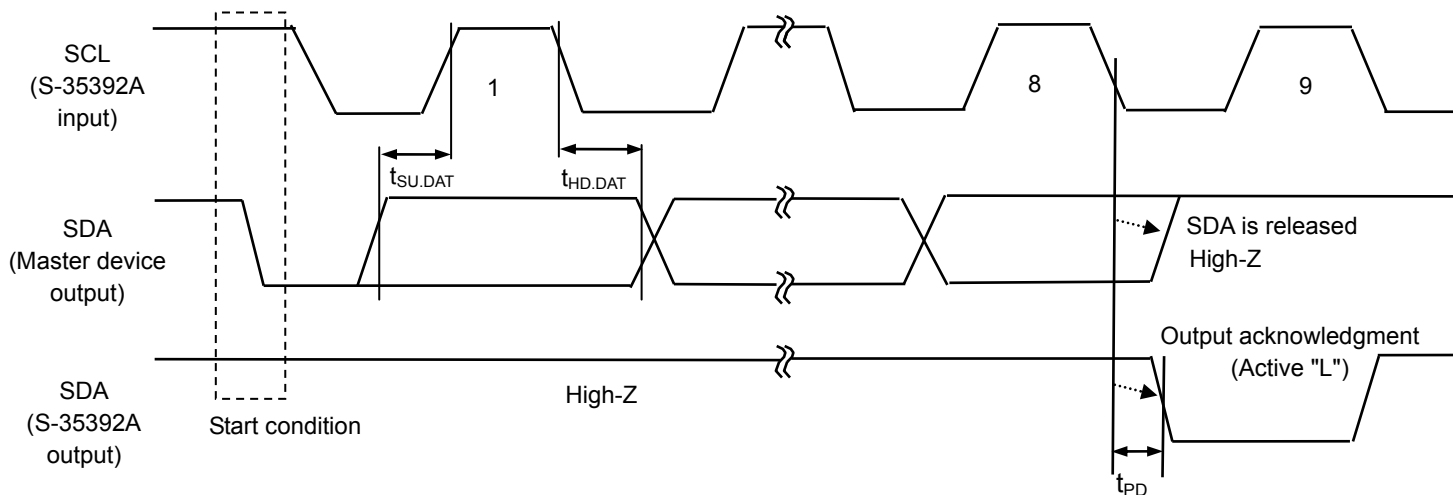 SCL
(S-35392A
input)
1
8
9
tSU.DAT
tHD.DAT
SDA
(Master device
output)
SDA is released
High-Z
SDA
(S-35392A
output)
Start condition
High-Z
Output acknowledgment
(Active "L")
tPD